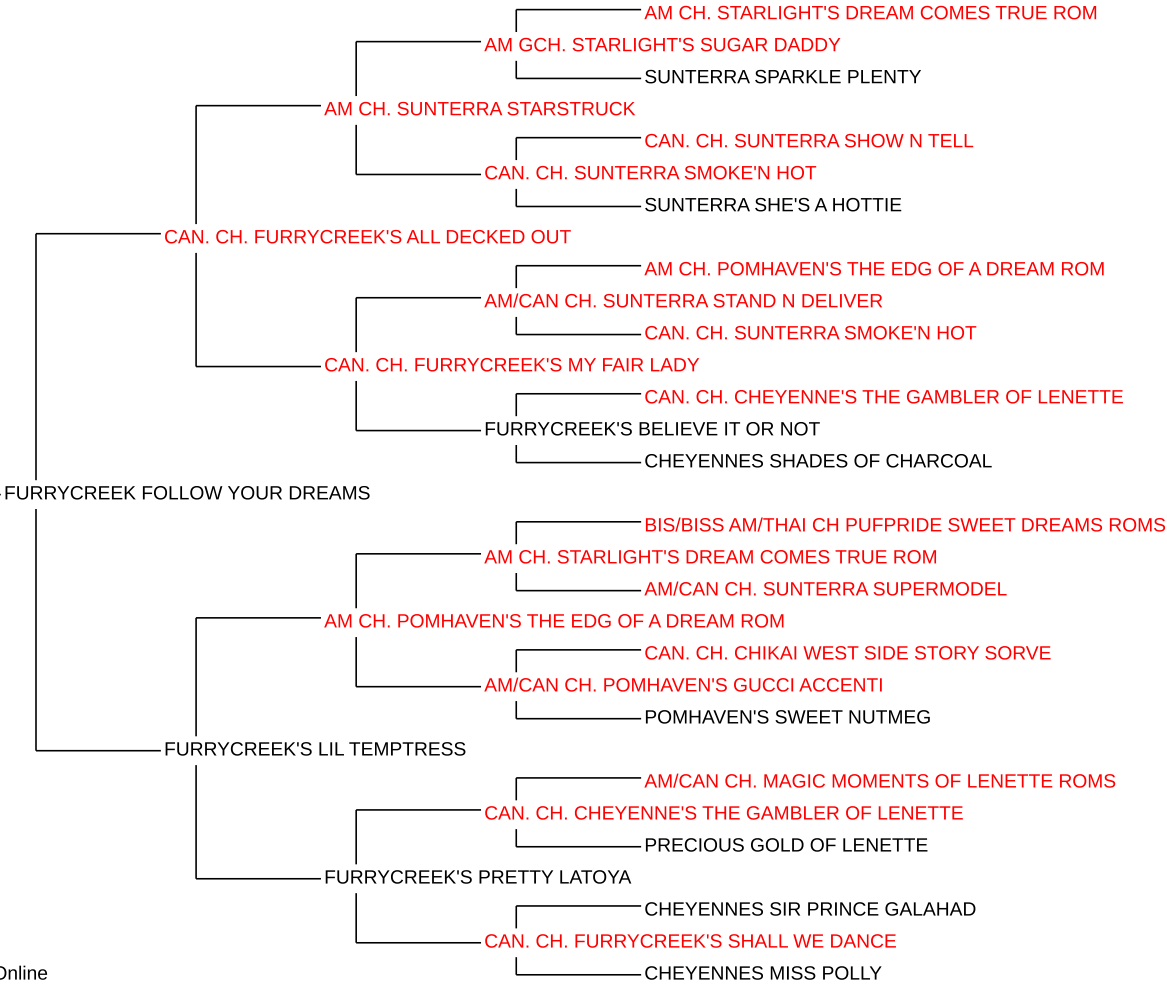 AM CH. STARLIGHT'S DREAM COMES TRUE ROM
AM GCH. STARLIGHT'S SUGAR DADDY
SUNTERRA SPARKLE PLENTY
AM CH. SUNTERRA STARSTRUCK
CAN. CH. SUNTERRA SHOW N TELL
CAN. CH. SUNTERRA SMOKE'N HOT
SUNTERRA SHE'S A HOTTIE
CAN. CH. FURRYCREEK'S ALL DECKED OUT
AM CH. POMHAVEN'S THE EDG OF A DREAM ROM
AM/CAN CH. SUNTERRA STAND N DELIVER
CAN. CH. SUNTERRA SMOKE'N HOT
CAN. CH. FURRYCREEK'S MY FAIR LADY
CAN. CH. CHEYENNE'S THE GAMBLER OF LENETTE
FURRYCREEK'S BELIEVE IT OR NOT
CHEYENNES SHADES OF CHARCOAL
FURRYCREEK FOLLOW YOUR DREAMS
BIS/BISS AM/THAI CH PUFPRIDE SWEET DREAMS ROMS
AM CH. STARLIGHT'S DREAM COMES TRUE ROM
AM/CAN CH. SUNTERRA SUPERMODEL
AM CH. POMHAVEN'S THE EDG OF A DREAM ROM
CAN. CH. CHIKAI WEST SIDE STORY SORVE
AM/CAN CH. POMHAVEN'S GUCCI ACCENTI
POMHAVEN'S SWEET NUTMEG
FURRYCREEK'S LIL TEMPTRESS
AM/CAN CH. MAGIC MOMENTS OF LENETTE ROMS
CAN. CH. CHEYENNE'S THE GAMBLER OF LENETTE
PRECIOUS GOLD OF LENETTE
FURRYCREEK'S PRETTY LATOYA
CHEYENNES SIR PRINCE GALAHAD
CAN. CH. FURRYCREEK'S SHALL WE DANCE
CHEYENNES MISS POLLY
Online